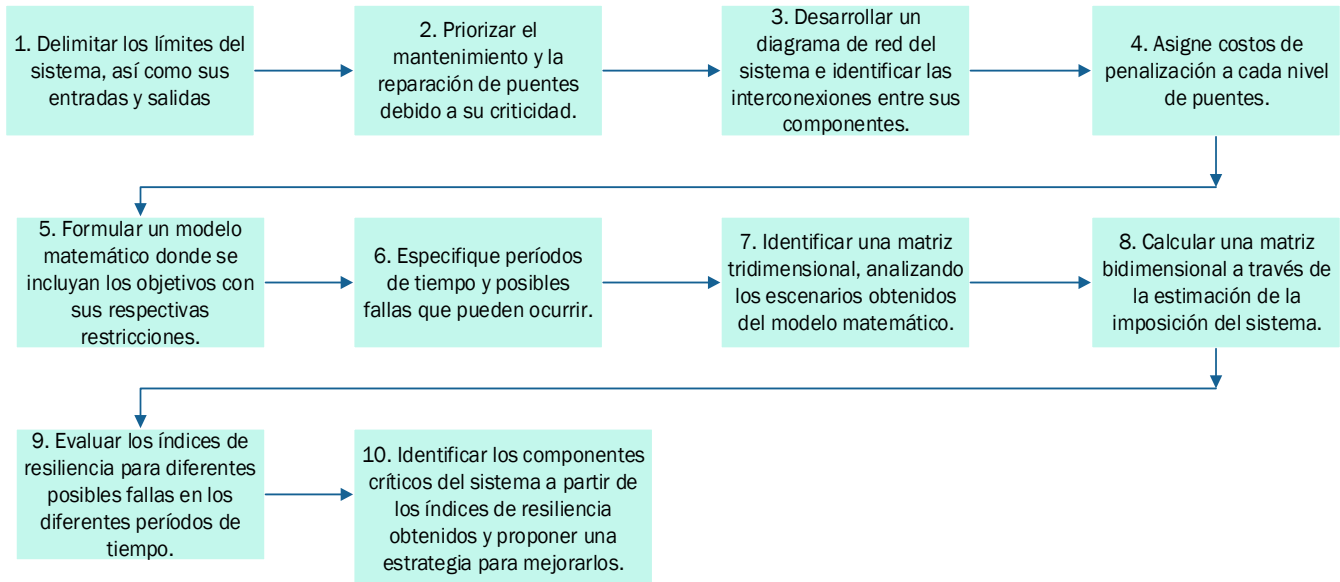 1. Delimitar los límites del
sistema, así como sus
entradas y salidas
2. Priorizar el
mantenimiento y la
reparación de puentes
debido a su criticidad.
3. Desarrollar un
diagrama de red del
sistema e identificar las
interconexiones entre sus
componentes.
4. Asigne costos de
penalización a cada nivel
de puentes.
5. Formular un modelo
matemático donde se
incluyan los objetivos con
sus respectivas
restricciones.
6. Especifique períodos
de tiempo y posibles
fallas que pueden ocurrir.
7. Identificar una matriz
tridimensional, analizando
los escenarios obtenidos
del modelo matemático.
8. Calcular una matriz
bidimensional a través de
la estimación de la
imposición del sistema.
9. Evaluar los índices de
resiliencia para diferentes
posibles fallas en los
diferentes períodos de
tiempo.
10. Identificar los componentes
críticos del sistema a partir de
los índices de resiliencia
obtenidos y proponer una
estrategia para mejorarlos.